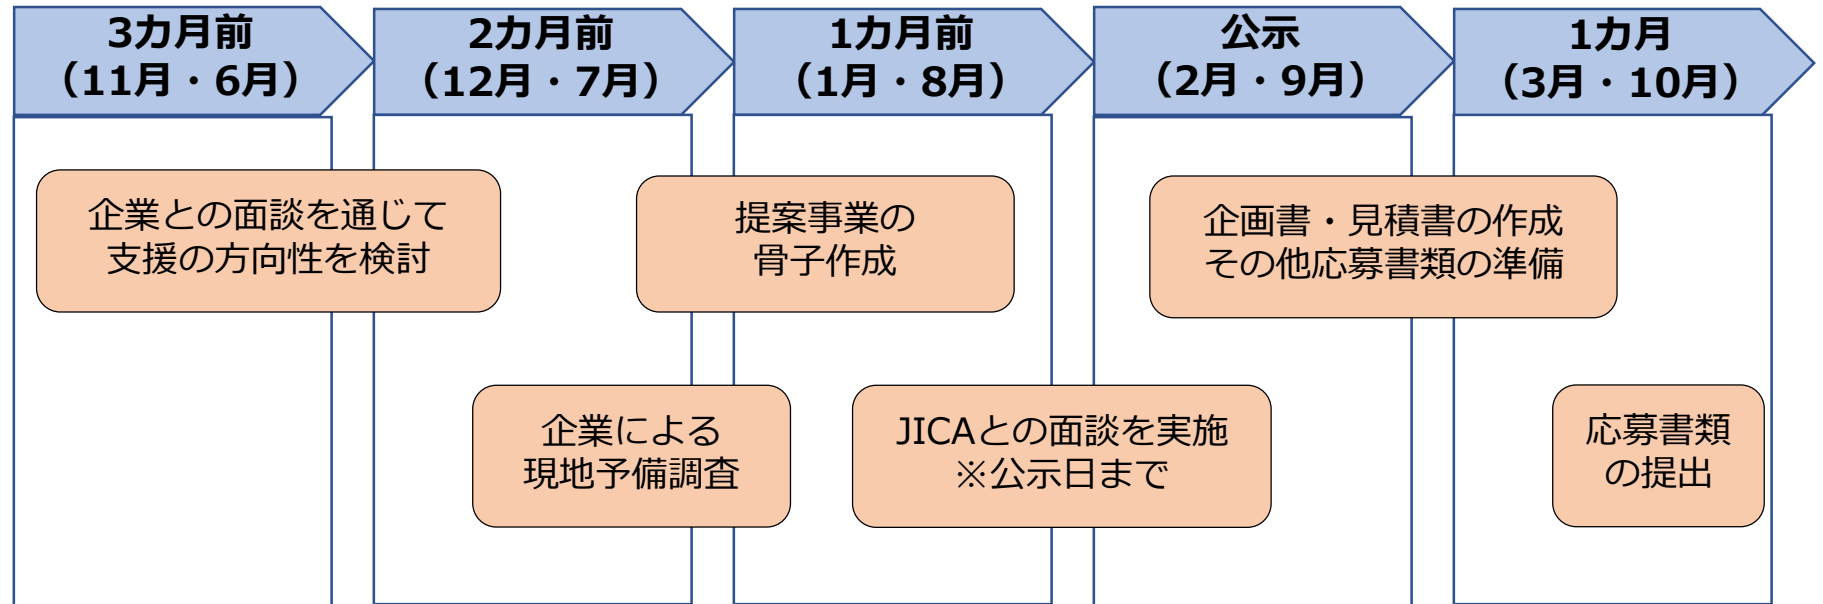 3カ月前
（11月・6月）
2カ月前
（12月・7月）
1カ月前
（1月・8月）
公示
（2月・9月）
1カ月
（3月・10月）
企業との面談を通じて
支援の方向性を検討
提案事業の
骨子作成
企画書・見積書の作成
その他応募書類の準備
企業による
現地予備調査
JICAとの面談を実施
※公示日まで
応募書類
の提出